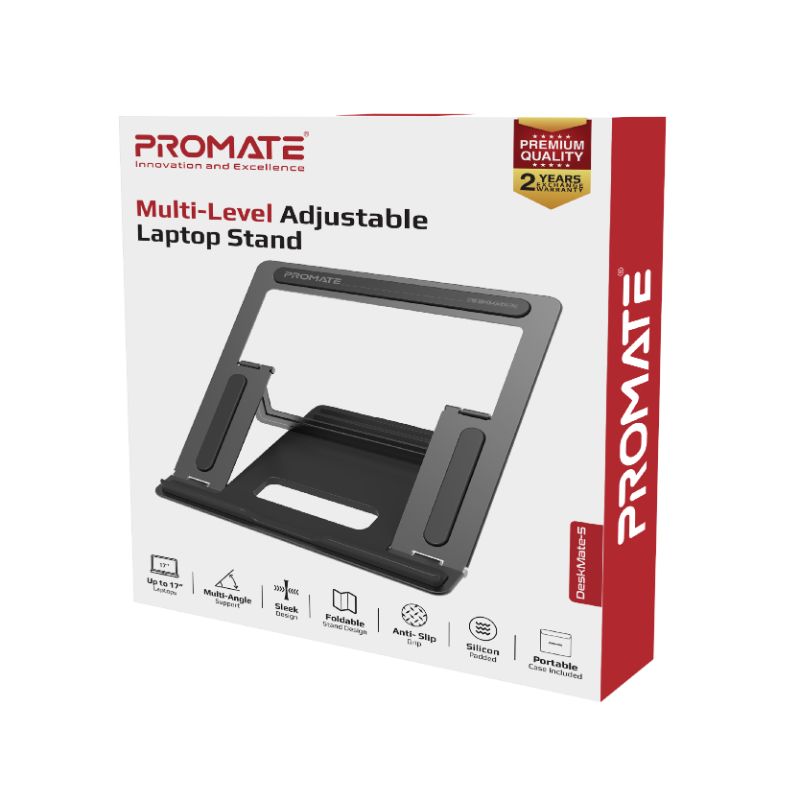 PROMATE®
Innovation and Excellence
PREMIUM
QUALITY
2 YEARS
EXCHANGE
WARRANTY
Multi-Level Adjustable
Laptop Stand
PROMATE
17"
Up to 17"
Laptops
Multi-Angle
Support
Sleek
Design
Foldable
Stand Design
Anti-Slip
Grip
Silicon
Padded
Portable
Case Included
PROMATE®
DeskMate-5